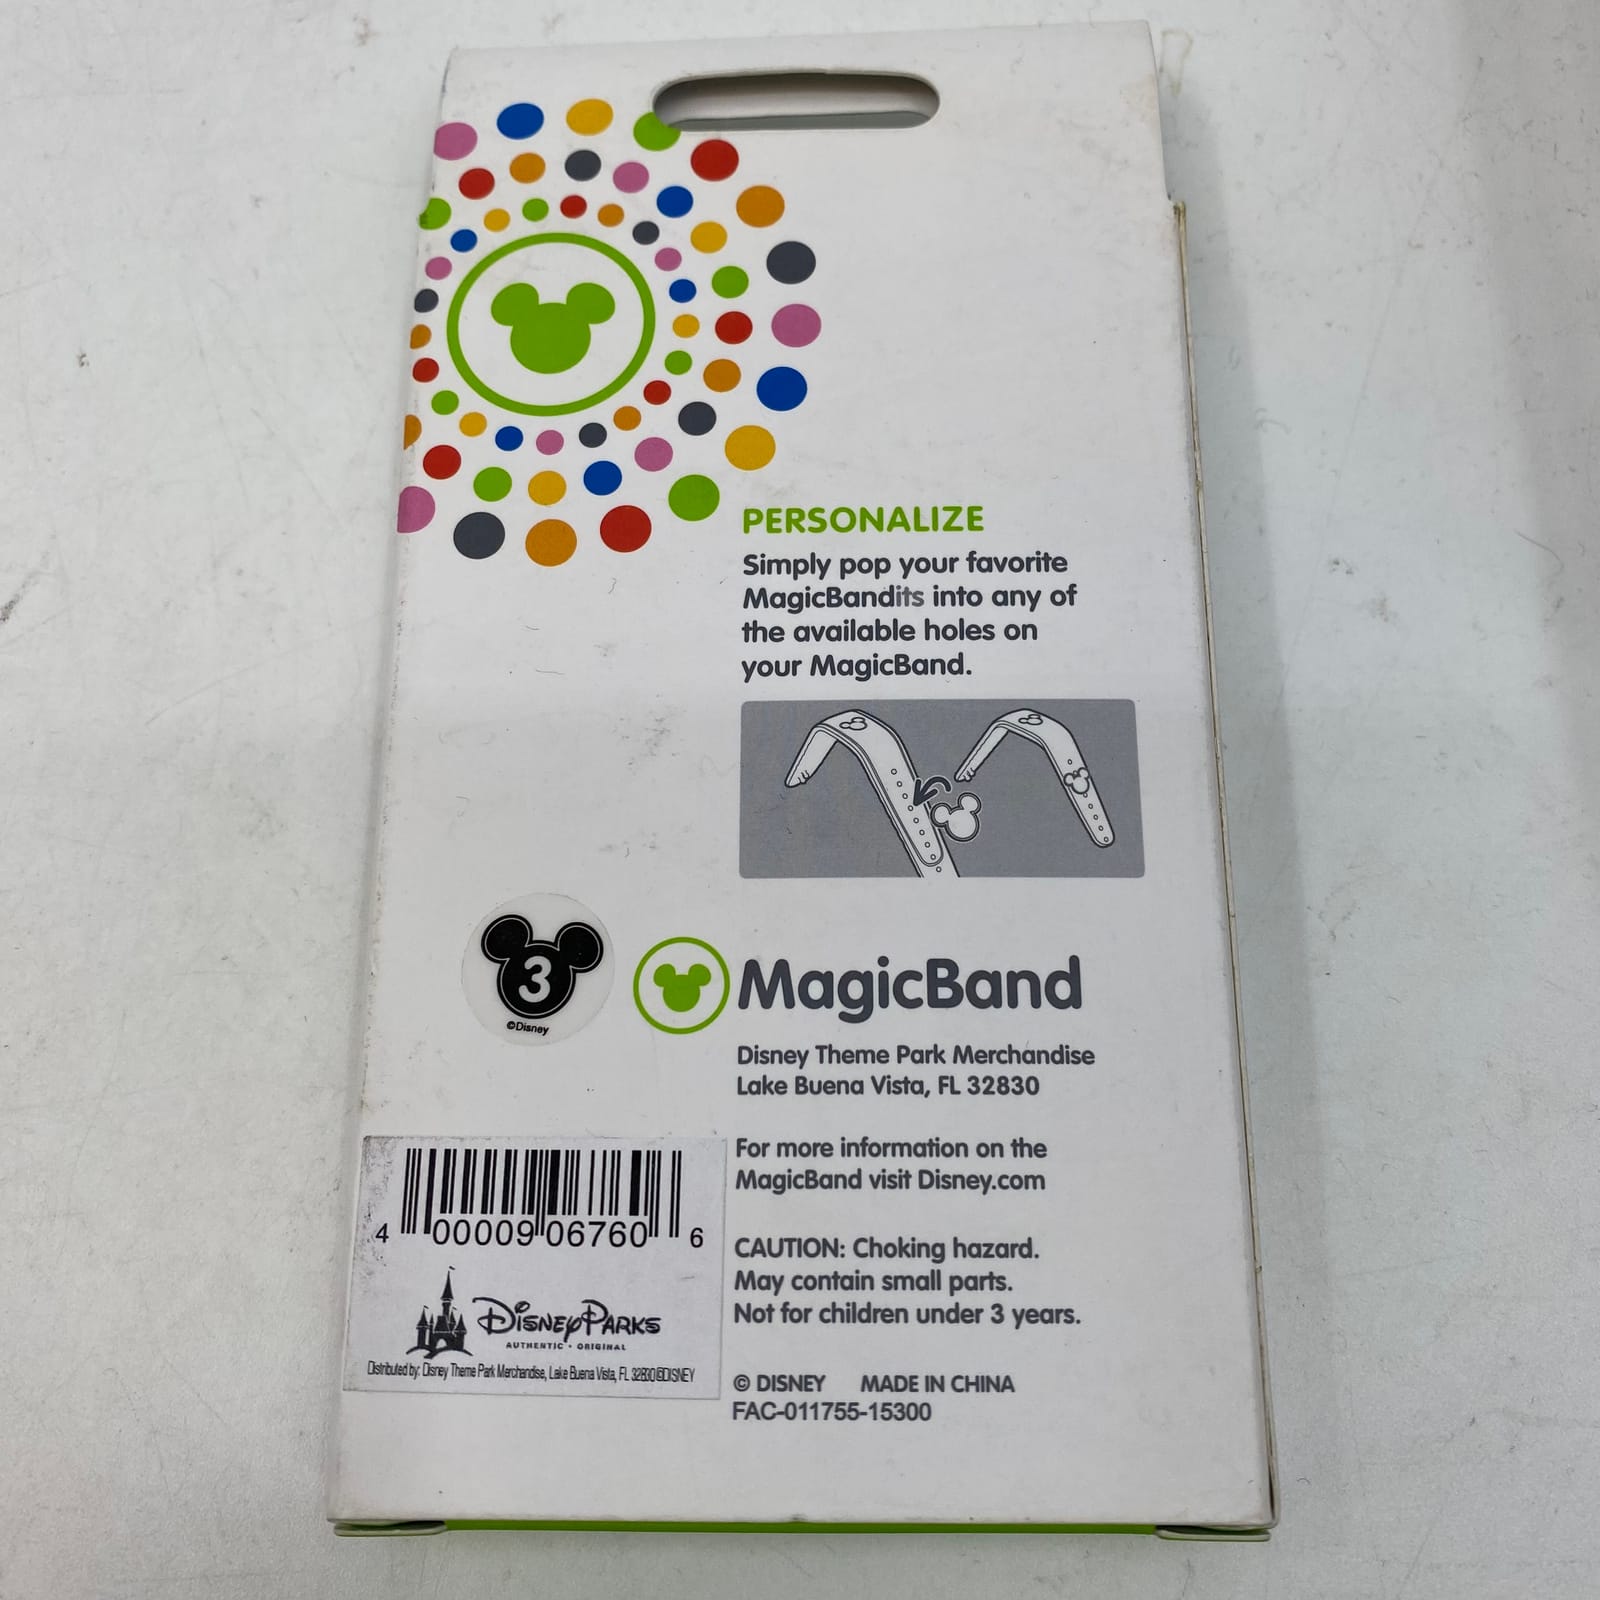 PERSONALIZE
Simply pop your favorite
MagicBandits into any of
the available holes on
your MagicBand.
3
©Disney
MagicBand
Disney Theme Park Merchandise
Lake Buena Vista, FL 32830
For more information on the
MagicBand visit Disney.com
CAUTION: Choking hazard.
May contain small parts.
Not for children under 3 years.
© DISNEY MADE IN CHINA
FAC-011755-15300
4 00009 06760 6
Disney Parks
AUTHENTIC • ORIGINAL
Distributed by: Disney Theme Park Merchandise, Lake Buena Vista, FL 32830 ©DISNEY